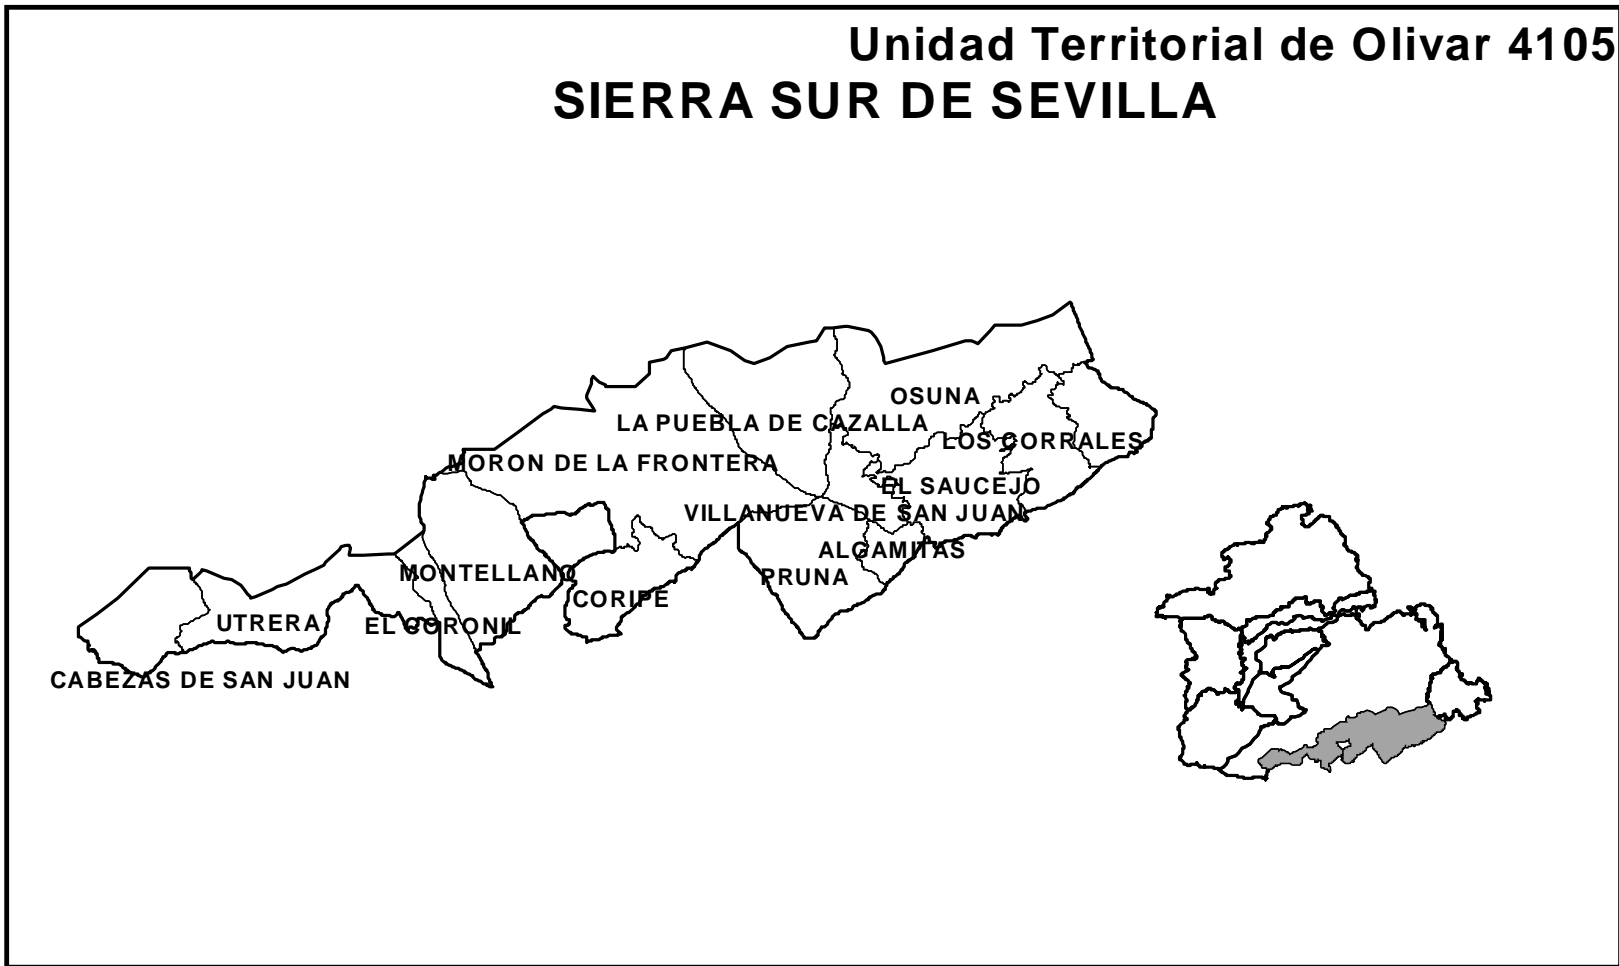 Unidad Territorial de Olivar 4105
SIERRA SUR DE SEVILLA
OSUNA
LA PUEBLA DE CAZALLA
LOS CORRALES
MORON DE LA FRONTERA
EL SAUCEJO
VILLANUEVA DE SAN JUAN
ALGAMITAS
MONTELLANO
PRUNA
CORIPE
UTRERA
EL CORONIL
CABEZAS DE SAN JUAN